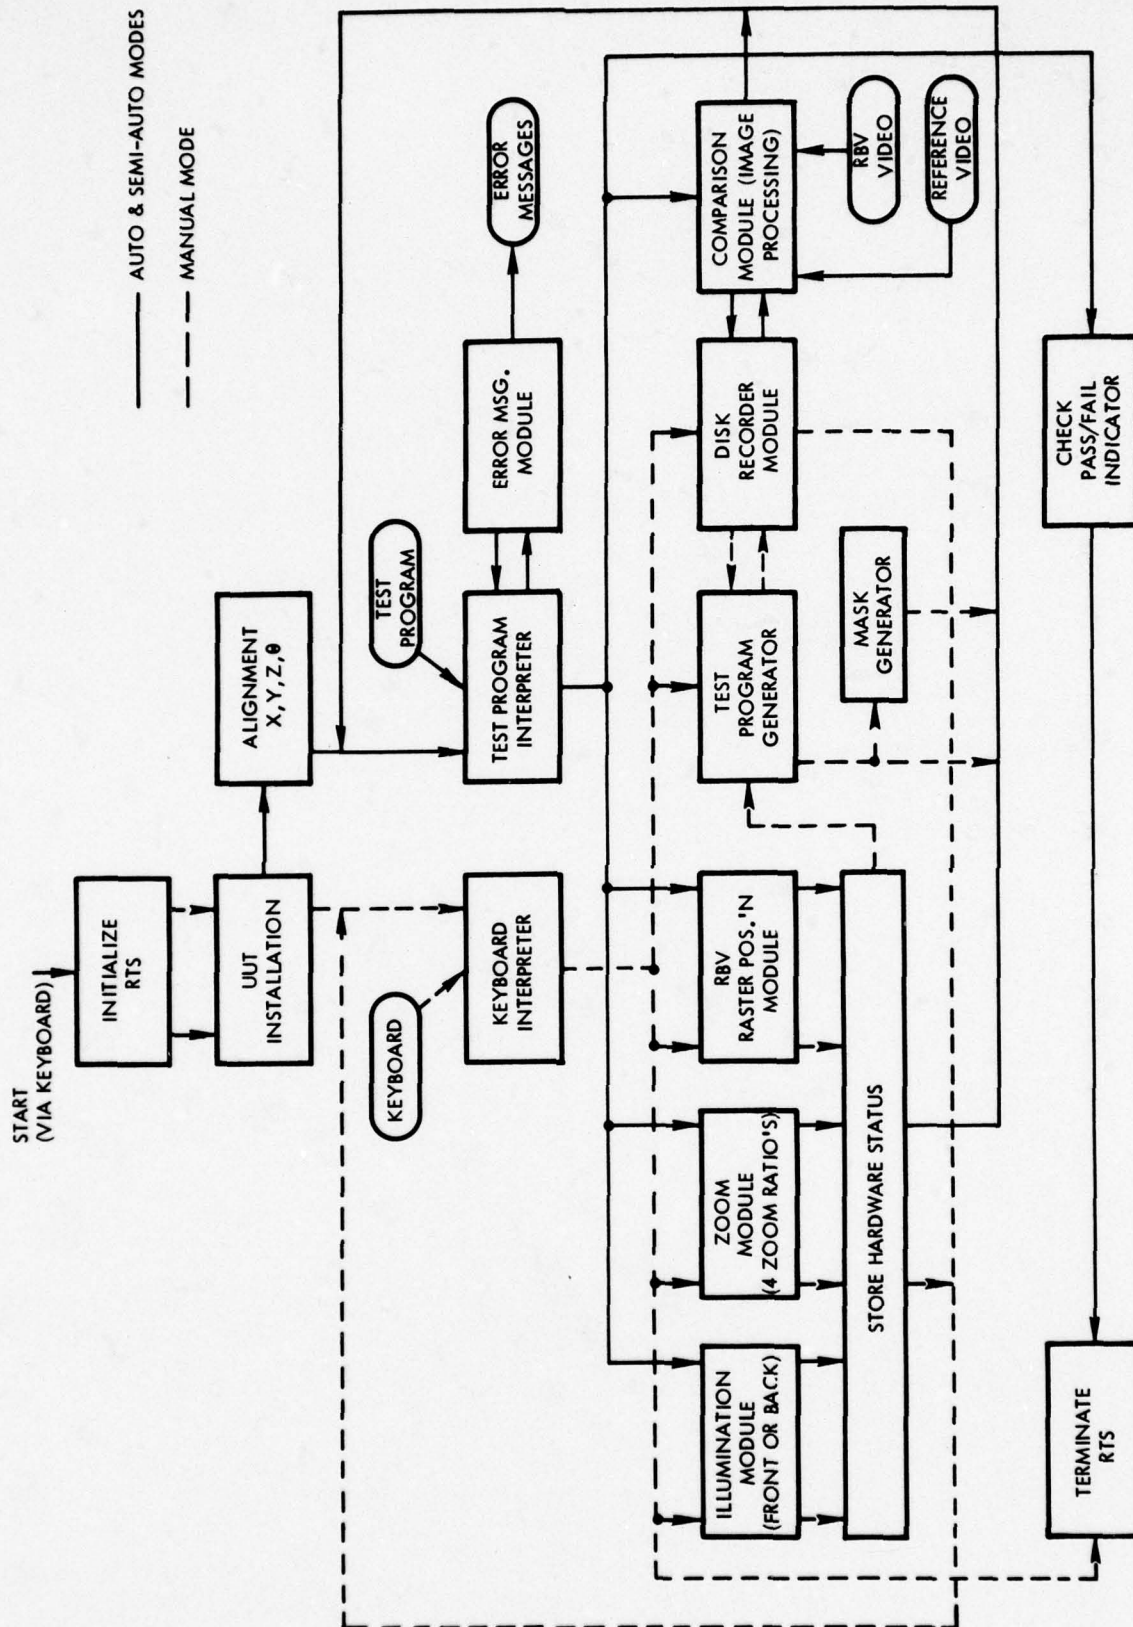 START
(VIA KEYBOARD)
INITIALIZE
RTS
UUT
INSTALLATION
ALIGNMENT
X, Y, Z, θ
AUTO & SEMI-AUTO MODES
MANUAL MODE
KEYBOARD
KEYBOARD
INTERPRETER
TEST
PROGRAM
TEST PROGRAM
INTERPRETER
ERROR MSG.
MODULE
ERROR
MESSAGES
ILLUMINATION
MODULE
(FRONT OR BACK)
ZOOM
MODULE
(4 ZOOM RATIO'S)
RBV
RASTER POS.'N
MODULE
TEST
PROGRAM
GENERATOR
DISK
RECORDER
MODULE
COMPARISON
MODULE (IMAGE
PROCESSING)
STORE HARDWARE STATUS
MASK
GENERATOR
RBV
VIDEO
REFERENCE
VIDEO
TERMINATE
RTS
CHECK
PASS/FAIL
INDICATOR